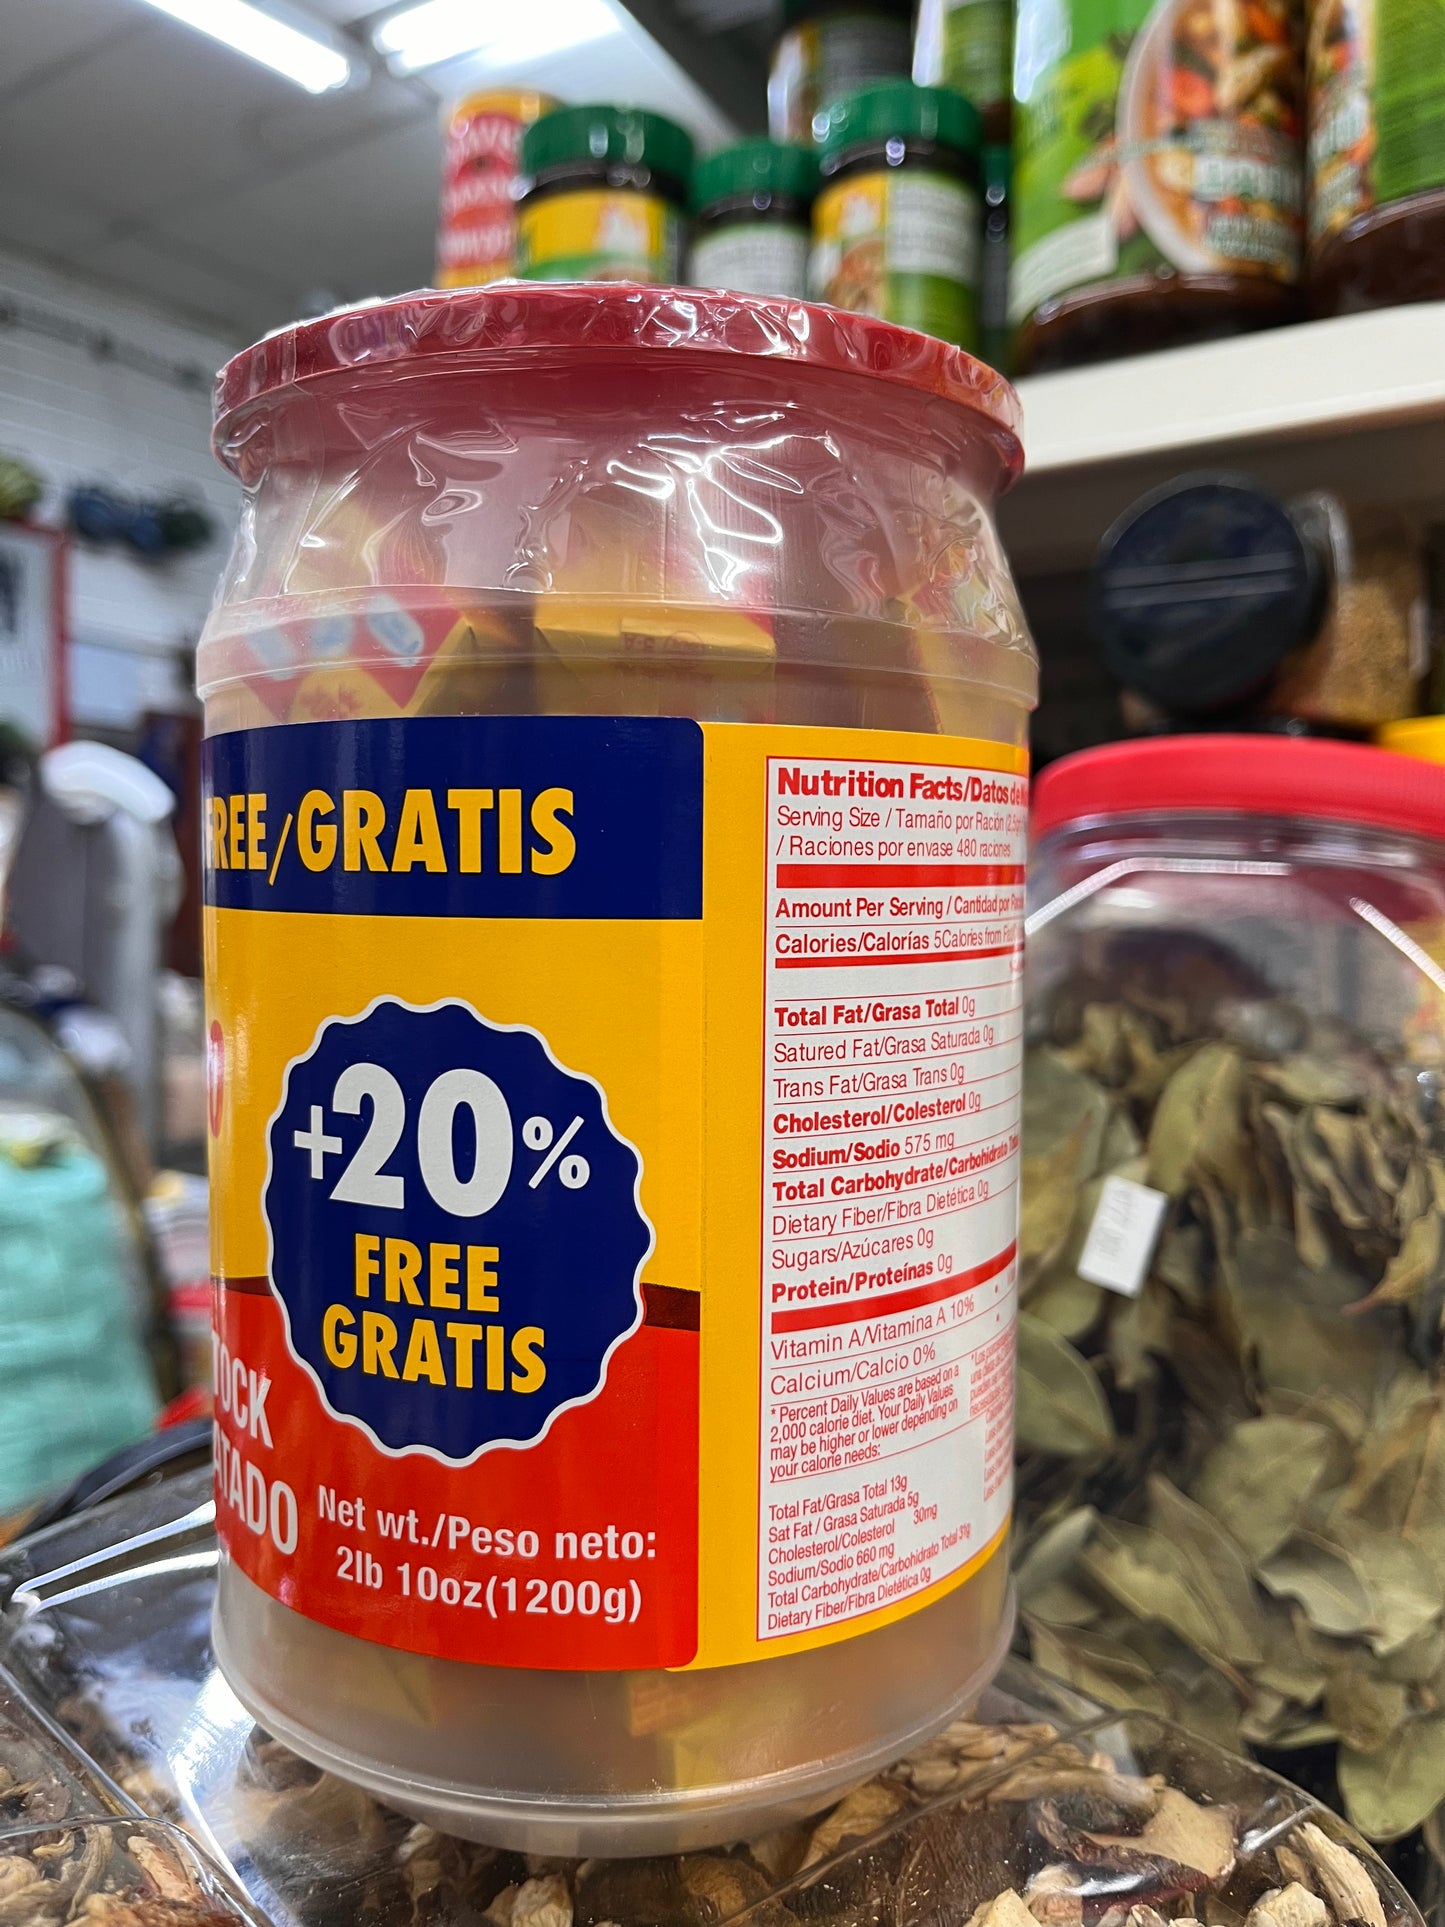 FREE/GRATIS
+20%
FREE
GRATIS
Net wt./Peso neto:
2lb 10oz(1200g)
Nutrition Facts/Datos de
Serving Size / Tamaño por Ración (2.5g)
/ Raciones por envase 480 raciones
Amount Per Serving / Cantidad por
Calories/Calorías 5 Calories from
Total Fat/Grasa Total 0g
Satured Fat/Grasa Saturada 0g
Trans Fat/Grasa Trans 0g
Cholesterol/Colesterol 0g
Sodium/Sodio 575 mg
Total Carbohydrate/Carbohidrato
Dietary Fiber/Fibra Dietética 0g
Sugars/Azúcares 0g
Protein/Proteínas 0g
Vitamin A/Vitamina A 10%
Calcium/Calcio 0%
* Percent Daily Values are based on a
2,000 calorie diet. Your Daily Values
may be higher or lower depending on
your calorie needs:
Total Fat/Grasa Total 13g
Sat Fat / Grasa Saturada 5g
Cholesterol/Colesterol 30mg
Sodium/Sodio 660 mg
Total Carbohydrate/Carbohidrato Total 31g
Dietary Fiber/Fibra Dietética 0g